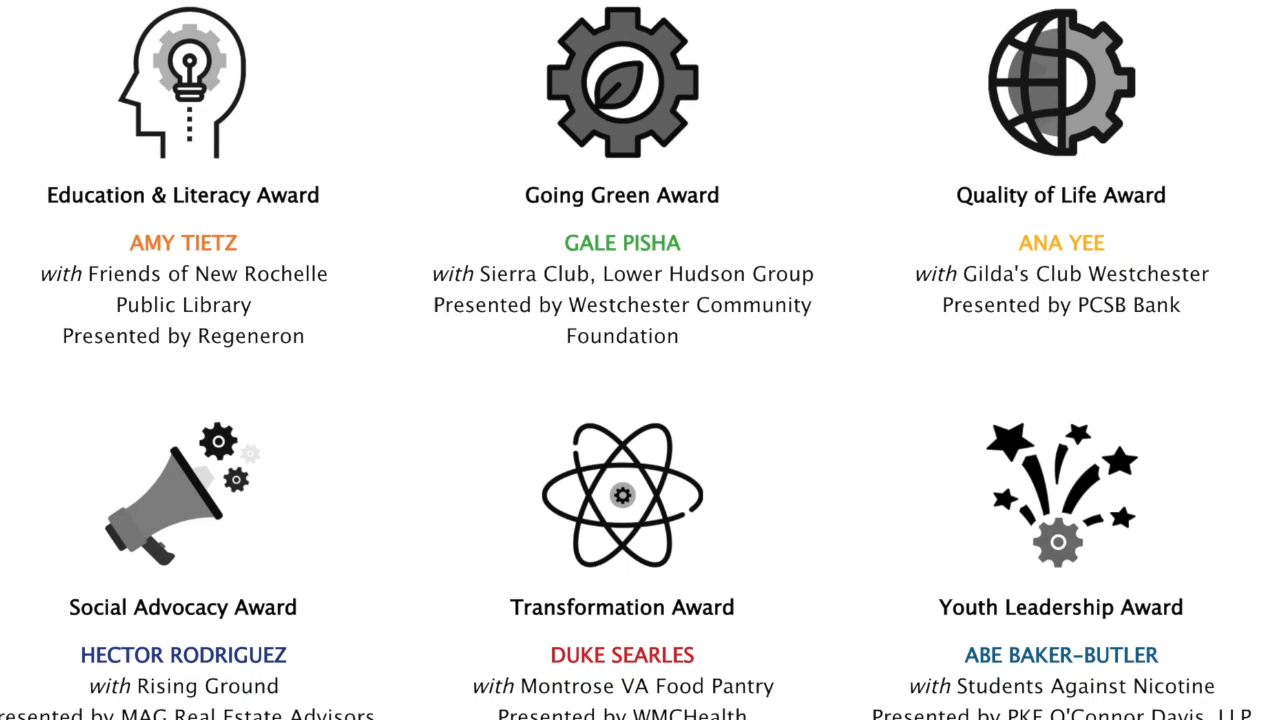 Education & Literacy Award
AMY TIETZ
with Friends of New Rochelle
Public Library
Presented by Regeneron
Going Green Award
GALE PISHA
with Sierra Club, Lower Hudson Group
Presented by Westchester Community
Foundation
Quality of Life Award
ANA YEE
with Gilda's Club Westchester
Presented by PCSB Bank
Social Advocacy Award
HECTOR RODRIGUEZ
with Rising Ground
resented by MAG Real Estate Advisors
Transformation Award
DUKE SEARLES
with Montrose VA Food Pantry
Presented by WMCHealth
Youth Leadership Award
ABE BAKER-BUTLER
with Students Against Nicotine
Presented by PKF O'Connor Davis, LLP